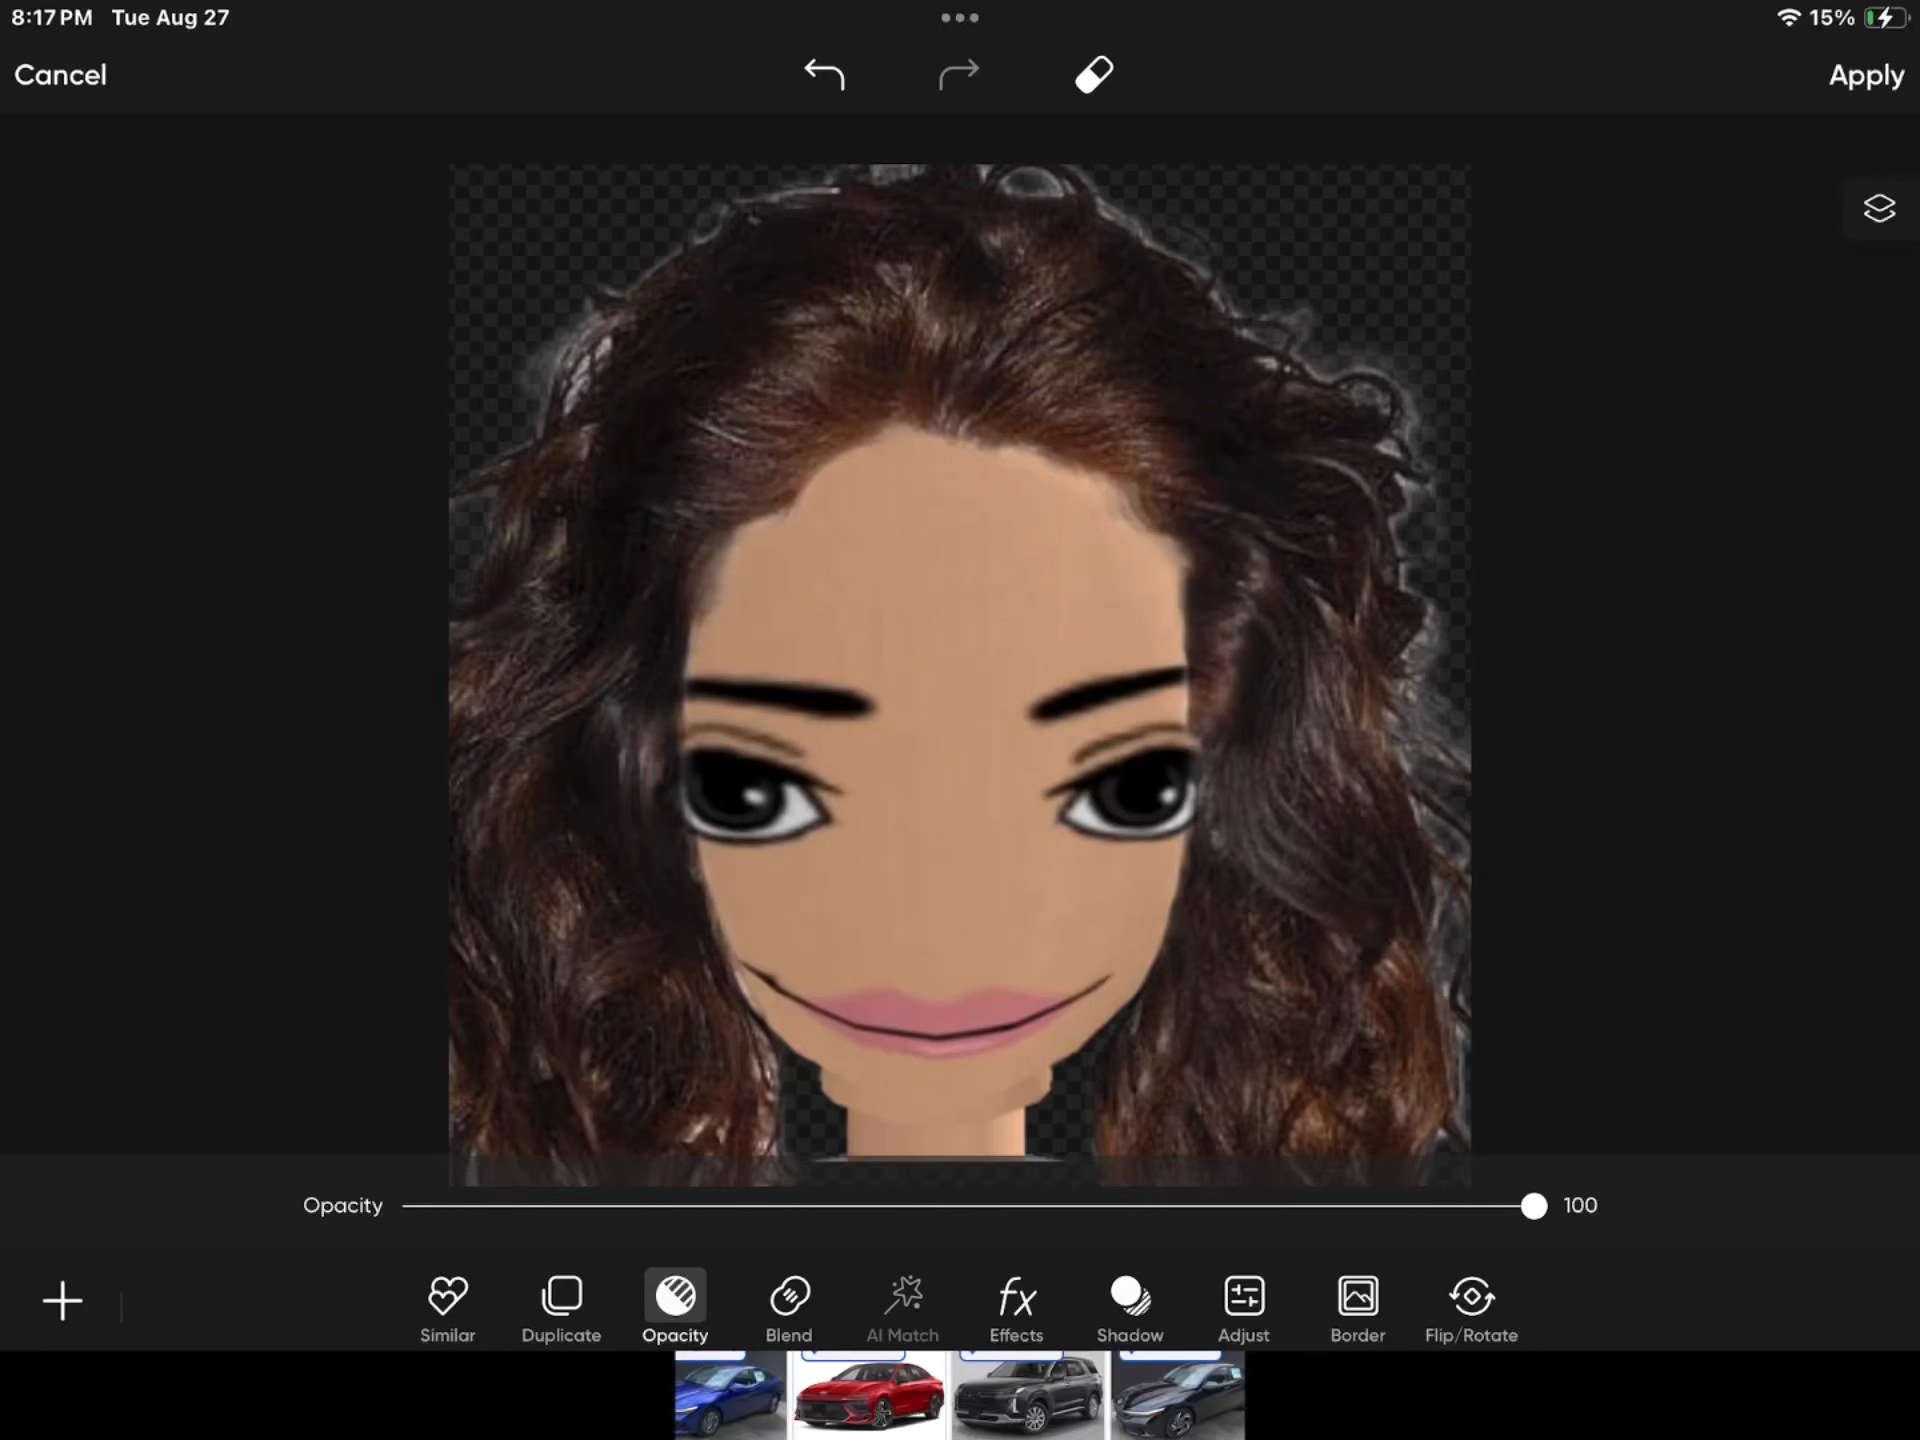 8:17 PM Tue Aug 27
15%
Cancel
Apply
Opacity
100
Similar
Duplicate
Opacity
Blend
AI Match
fx
Effects
Shadow
Adjust
Border
Flip/Rotate